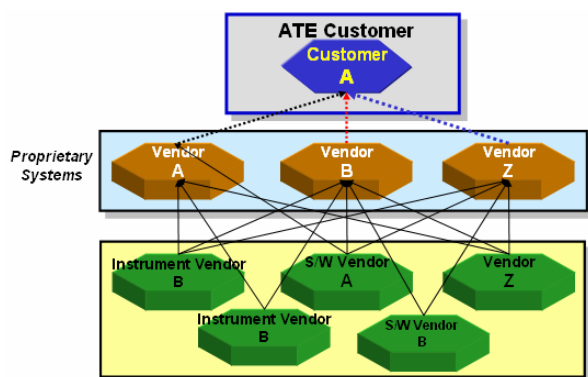 ATE Customer
Customer
A
Proprietary
Systems
Vendor
A
Vendor
B
Vendor
Z
Instrument Vendor
B
S/W Vendor
A
Vendor
Z
Instrument Vendor
B
S/W Vendor
B